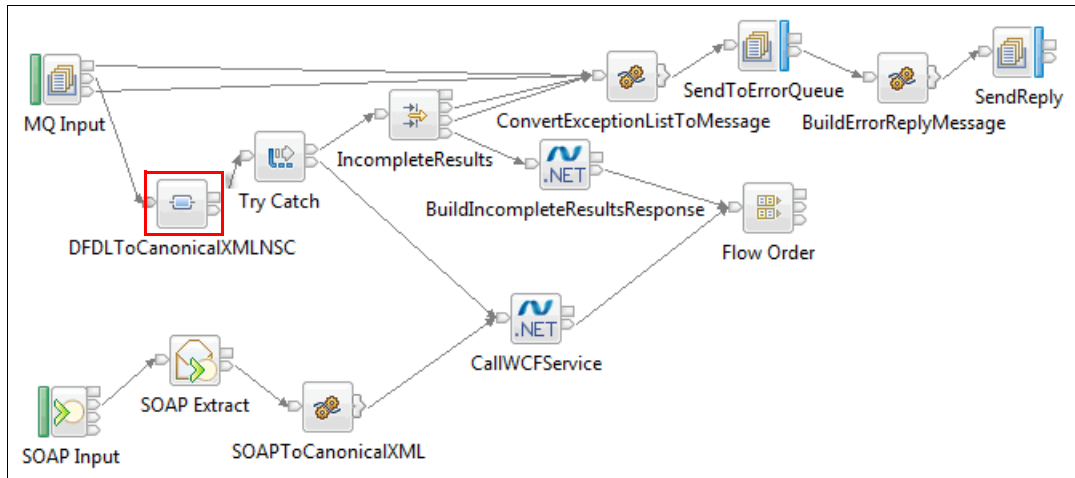 MQ Input
DFDLToCanonicalXMLNSC
Try Catch
IncompleteResults
ConvertExceptionListToMessage
SendToErrorQueue
BuildErrorReplyMessage
SendReply
.NET
BuildIncompleteResultsResponse
Flow Order
.NET
CallWCFService
SOAP Input
SOAP Extract
SOAPToCanonicalXML